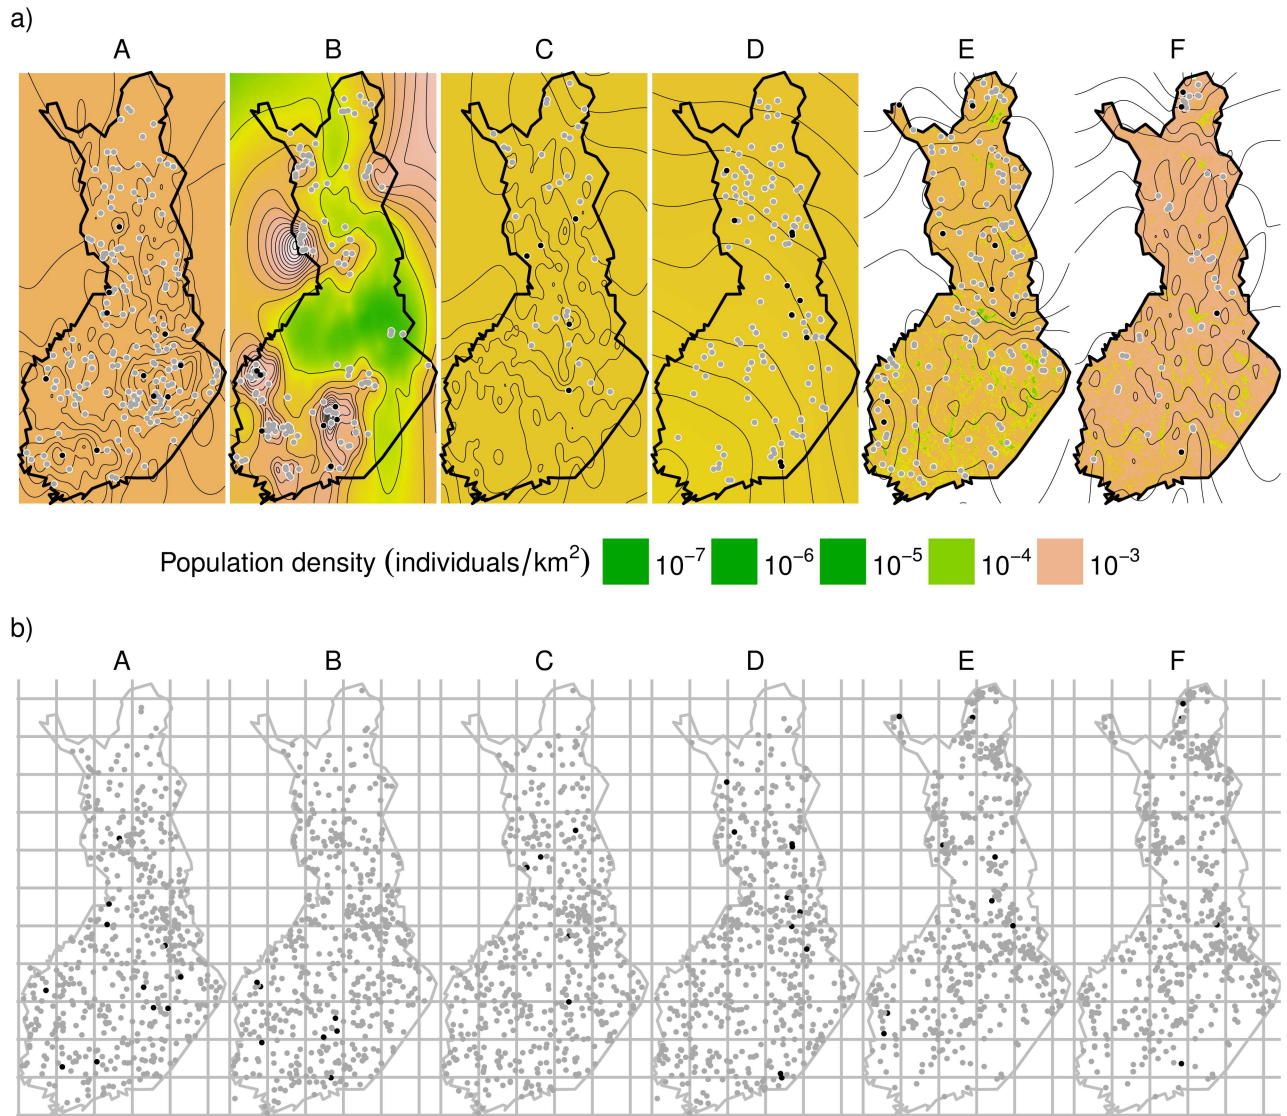 a)
A B C D E F
Population density (individuals/km²) 10⁻⁷ 10⁻⁶ 10⁻⁵ 10⁻⁴ 10⁻³
b)
A B C D E F